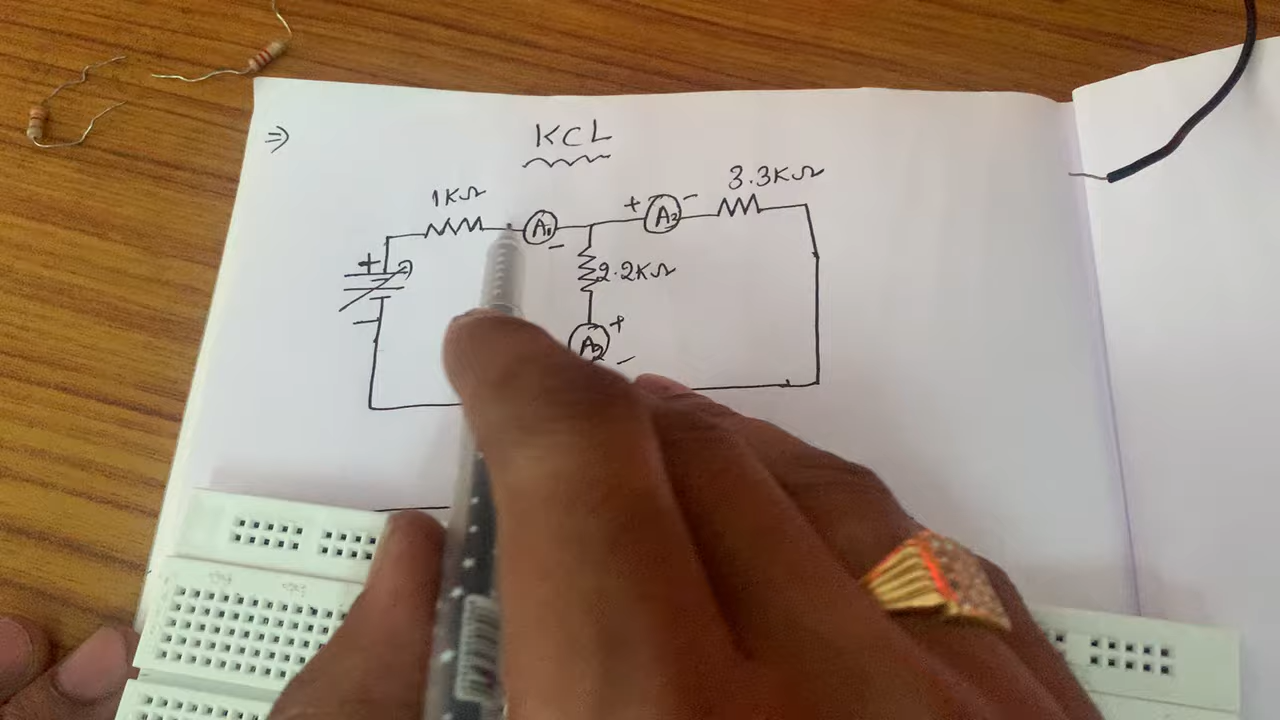 ⇒ KCL
1KΩ
3.3KΩ
+ A1 -
+ A2 -
2.2KΩ
A3 + -
+
-